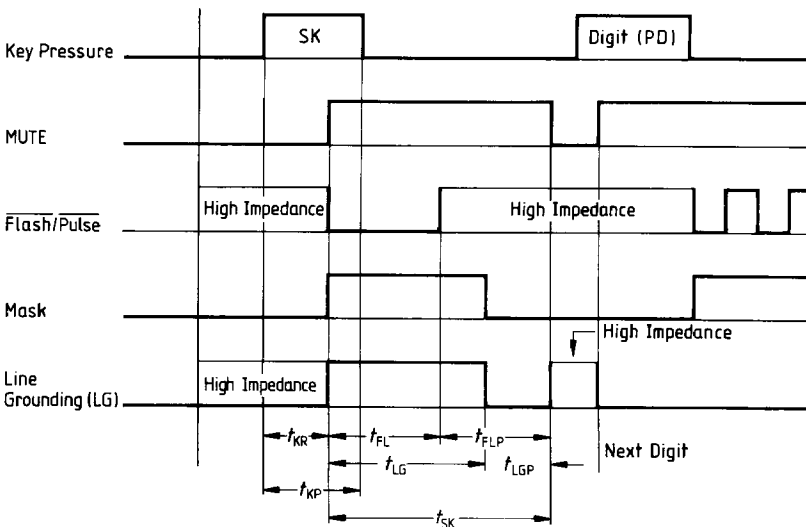 SK
Digit (PD)
Key Pressure
MUTE
High Impedance
High Impedance
Flash/Pulse
Mask
High Impedance
Line
Grounding (LG)
High Impedance
tKR
tFL
tFLP
Next Digit
tLG
tLGP
tKP
tSK